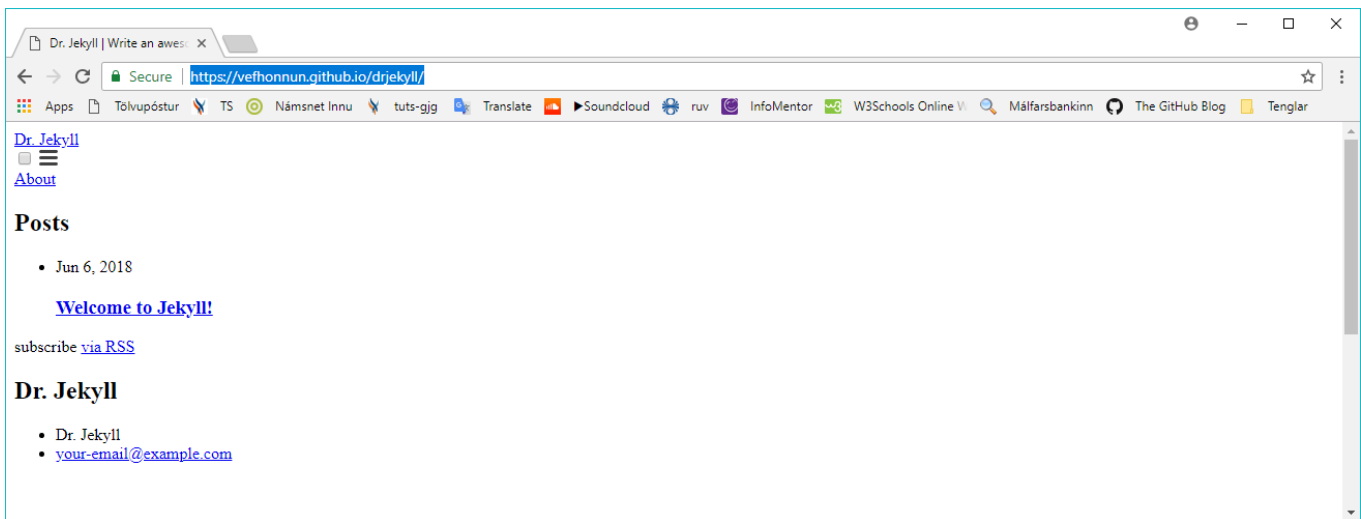 Dr. Jekyll | Write an awes
Secure | https://vefhonnun.github.io/drjekyll/
Apps Tölvupóstur TS Námsnet Innu tuts-gjg Translate ►Soundcloud ruv InfoMentor W3Schools Online W Málfarsbankinn The GitHub Blog Tenglar
Dr. Jekyll
About
Posts
Jun 6, 2018
Welcome to Jekyll!
subscribe via RSS
Dr. Jekyll
Dr. Jekyll
your-email@example.com